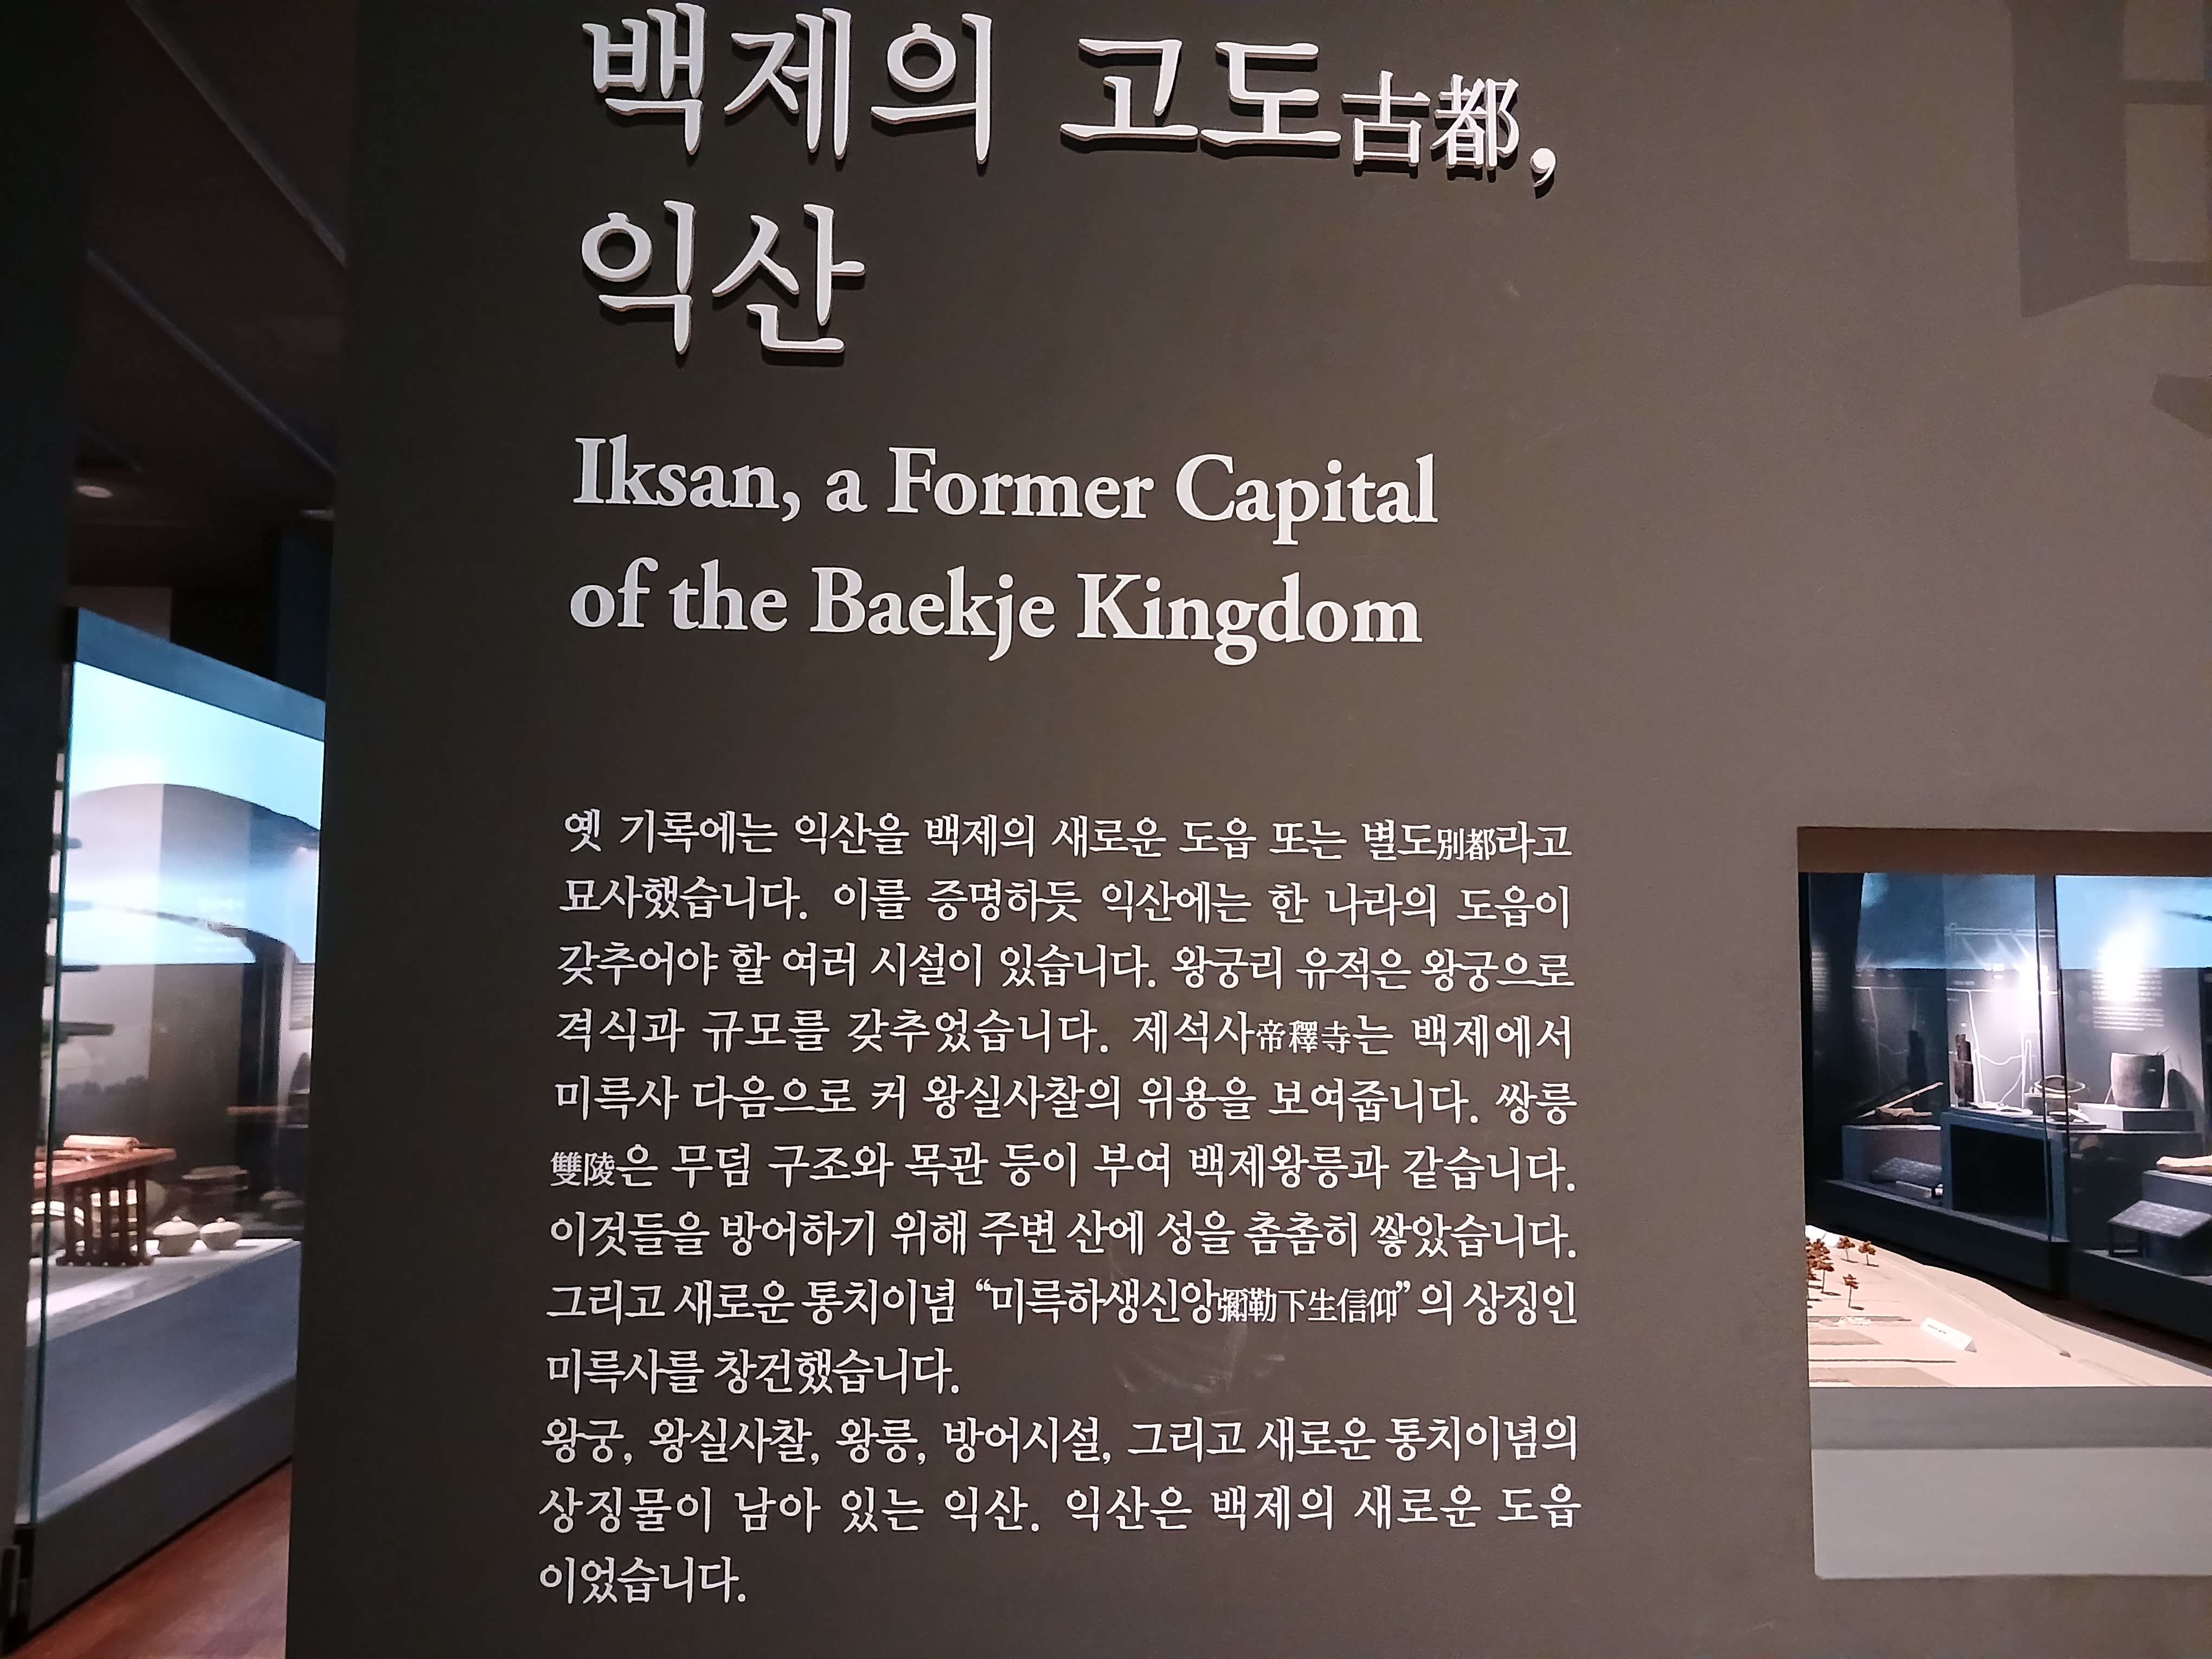 백제의 고도古都,
익산
Iksan, a Former Capital
of the Baekje Kingdom
옛 기록에는 익산을 백제의 새로운 도읍 또는 별도別都라고
묘사했습니다. 이를 증명하듯 익산에는 한 나라의 도읍이
갖추어야 할 여러 시설이 있습니다. 왕궁리 유적은 왕궁으로
격식과 규모를 갖추었습니다. 제석사帝釋寺는 백제에서
미륵사 다음으로 커 왕실사찰의 위용을 보여줍니다. 쌍릉
雙陵은 무덤 구조와 목관 등이 부여 백제왕릉과 같습니다.
이것들을 방어하기 위해 주변 산에 성을 촘촘히 쌓았습니다.
그리고 새로운 통치이념 “미륵하생신앙彌勒下生信仰”의 상징인
미륵사를 창건했습니다.
왕궁, 왕실사찰, 왕릉, 방어시설, 그리고 새로운 통치이념의
상징물이 남아 있는 익산. 익산은 백제의 새로운 도읍
이었습니다.